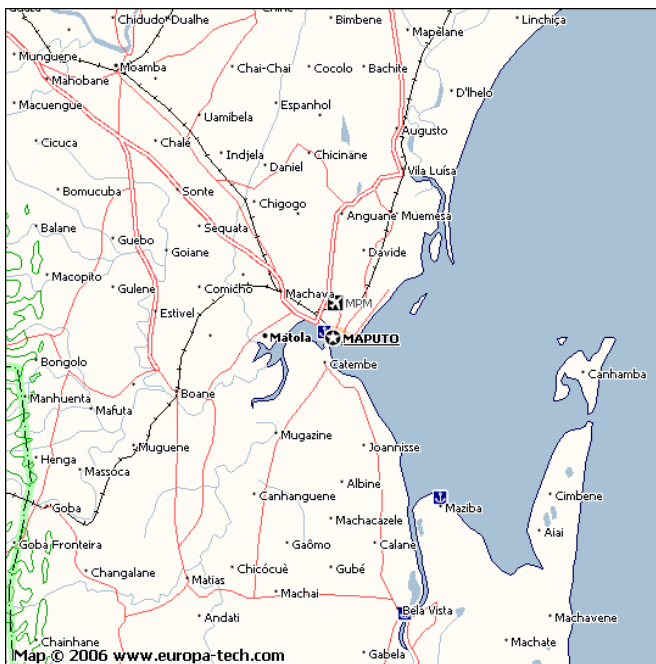 Chidudo
Dualhe
Bimbene
Linchiça
Mapèlane
Munguene
Moamba
Chai-Chai
Cocolo
Bachite
Mahobane
D'lhelo
Macuengue
Uamibela
Espanhol
Augusto
Cicuca
Chalé
Indjela
Chicinäne
Daniel
Vila Luísa
Bomucuba
Sonte
Chigogo
Anguane
Muemesa
Balane
Sequata
Guebo
Goiane
Davide
Macopito
Gulene
Comicho
Machava
MPM
Estivel
Matola
MAPUTO
Bongolo
Catembe
Canhamba
Manhuenta
Boane
Mafuta
Mugazine
Muguene
Joannisse
Henga
Massoca
Albine
Canhanguene
Cimbene
Goba
Maziba
Machacazele
Aiai
Goba Fronteira
Gaômo
Calane
Changalane
Matias
Chicócuè
Gubé
Machai
Bela Vista
Andati
Machavene
Chainhane
Machate
Gabela
Map © 2006 www.europa-tech.com